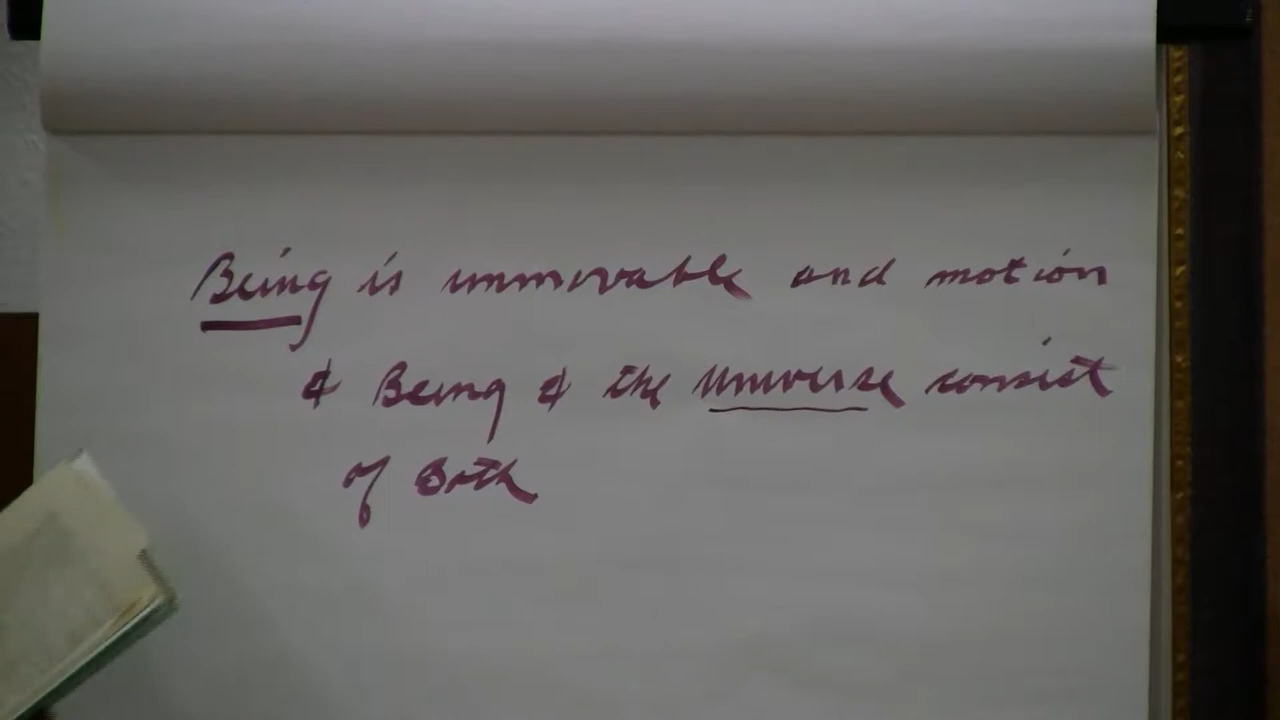 Being is unmovable and motion
& Being & the Universe consist
of Both